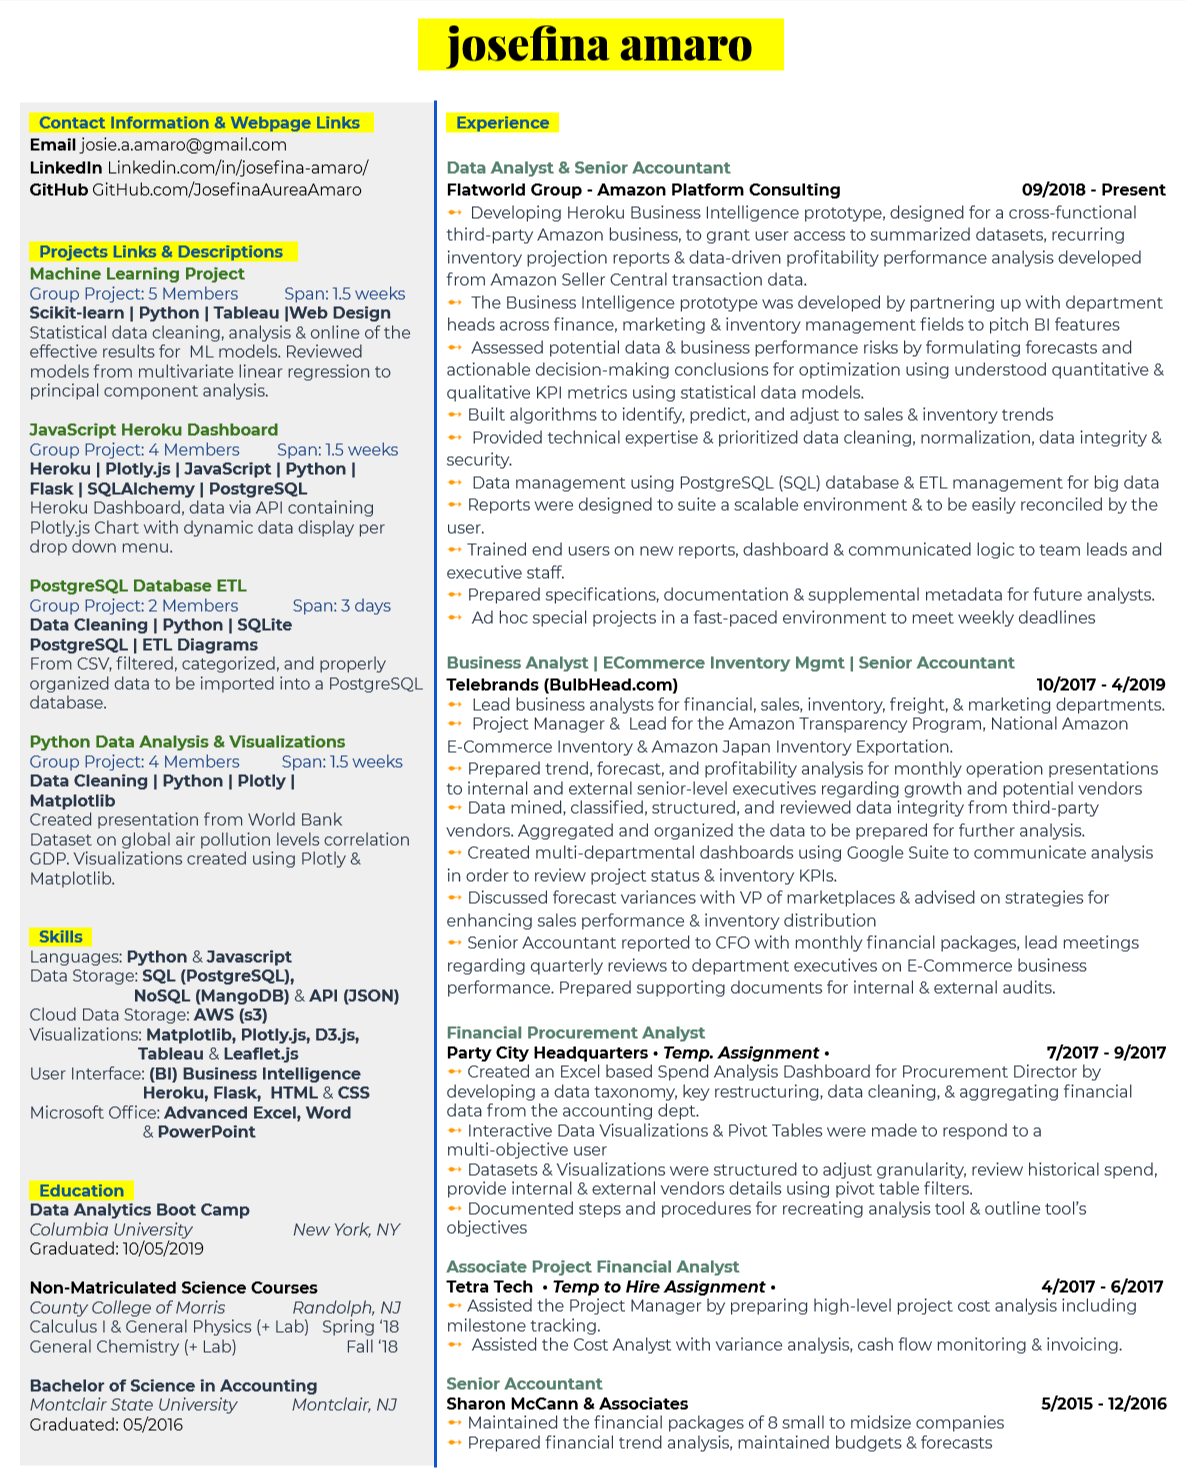 josefina amaro
Contact Information & Webpage Links
Email josie.a.amaro@gmail.com
LinkedIn Linkedin.com/in/josefina-amaro/
GitHub GitHub.com/JosefinaAureaAmaro
Projects Links & Descriptions
Machine Learning Project
Group Project: 5 Members Span: 1.5 weeks
Scikit-learn | Python | Tableau |Web Design
Statistical data cleaning, analysis & online of the
effective results for ML models. Reviewed
models from multivariate linear regression to
principal component analysis.
JavaScript Heroku Dashboard
Group Project: 4 Members Span: 1.5 weeks
Heroku | Plotly.js | JavaScript | Python |
Flask | SQLAlchemy | PostgreSQL
Heroku Dashboard, data via API containing
Plotly.js Chart with dynamic data display per
drop down menu.
PostgreSQL Database ETL
Group Project: 2 Members Span: 3 days
Data Cleaning | Python | SQLite
PostgreSQL | ETL Diagrams
From CSV, filtered, categorized, and properly
organized data to be imported into a PostgreSQL
database.
Python Data Analysis & Visualizations
Group Project: 4 Members Span: 1.5 weeks
Data Cleaning | Python | Plotly |
Matplotlib
Created presentation from World Bank
Dataset on global air pollution levels correlation
GDP. Visualizations created using Plotly &
Matplotlib.
Skills
Languages: Python & Javascript
Data Storage: SQL (PostgreSQL),
NoSQL (MangoDB) & API (JSON)
Cloud Data Storage: AWS (s3)
Visualizations: Matplotlib, Plotly.js, D3.js,
Tableau & Leaflet.js
User Interface: (BI) Business Intelligence
Heroku, Flask, HTML & CSS
Microsoft Office: Advanced Excel, Word
& PowerPoint
Education
Data Analytics Boot Camp
Columbia University New York, NY
Graduated: 10/05/2019
Non-Matriculated Science Courses
County College of Morris Randolph, NJ
Calculus I & General Physics (+ Lab) Spring ‘18
General Chemistry (+ Lab) Fall ‘18
Bachelor of Science in Accounting
Montclair State University Montclair, NJ
Graduated: 05/2016
Experience
Data Analyst & Senior Accountant
Flatworld Group - Amazon Platform Consulting 09/2018 - Present
➻ Developing Heroku Business Intelligence prototype, designed for a cross-functional
third-party Amazon business, to grant user access to summarized datasets, recurring
inventory projection reports & data-driven profitability performance analysis developed
from Amazon Seller Central transaction data.
➻ The Business Intelligence prototype was developed by partnering up with department
heads across finance, marketing & inventory management fields to pitch BI features
➻ Assessed potential data & business performance risks by formulating forecasts and
actionable decision-making conclusions for optimization using understood quantitative &
qualitative KPI metrics using statistical data models.
➻ Built algorithms to identify, predict, and adjust to sales & inventory trends
➻ Provided technical expertise & prioritized data cleaning, normalization, data integrity &
security.
➻ Data management using PostgreSQL (SQL) database & ETL management for big data
➻ Reports were designed to suite a scalable environment & to be easily reconciled by the
user.
➻ Trained end users on new reports, dashboard & communicated logic to team leads and
executive staff.
➻ Prepared specifications, documentation & supplemental metadata for future analysts.
➻ Ad hoc special projects in a fast-paced environment to meet weekly deadlines
Business Analyst | ECommerce Inventory Mgmt | Senior Accountant
Telebrands (BulbHead.com) 10/2017 - 4/2019
➻ Lead business analysts for financial, sales, inventory, freight, & marketing departments.
➻ Project Manager & Lead for the Amazon Transparency Program, National Amazon
E-Commerce Inventory & Amazon Japan Inventory Exportation.
➻ Prepared trend, forecast, and profitability analysis for monthly operation presentations
to internal and external senior-level executives regarding growth and potential vendors
➻ Data mined, classified, structured, and reviewed data integrity from third-party
vendors. Aggregated and organized the data to be prepared for further analysis.
➻ Created multi-departmental dashboards using Google Suite to communicate analysis
in order to review project status & inventory KPIs.
➻ Discussed forecast variances with VP of marketplaces & advised on strategies for
enhancing sales performance & inventory distribution
➻ Senior Accountant reported to CFO with monthly financial packages, lead meetings
regarding quarterly reviews to department executives on E-Commerce business
performance. Prepared supporting documents for internal & external audits.
Financial Procurement Analyst
Party City Headquarters • Temp. Assignment • 7/2017 - 9/2017
➻ Created an Excel based Spend Analysis Dashboard for Procurement Director by
developing a data taxonomy, key restructuring, data cleaning, & aggregating financial
data from the accounting dept.
➻ Interactive Data Visualizations & Pivot Tables were made to respond to a
multi-objective user
➻ Datasets & Visualizations were structured to adjust granularity, review historical spend,
provide internal & external vendors details using pivot table filters.
➻ Documented steps and procedures for recreating analysis tool & outline tool’s
objectives
Associate Project Financial Analyst
Tetra Tech • Temp to Hire Assignment • 4/2017 - 6/2017
➻ Assisted the Project Manager by preparing high-level project cost analysis including
milestone tracking.
➻ Assisted the Cost Analyst with variance analysis, cash flow monitoring & invoicing.
Senior Accountant
Sharon McCann & Associates 5/2015 - 12/2016
➻ Maintained the financial packages of 8 small to midsize companies
➻ Prepared financial trend analysis, maintained budgets & forecasts